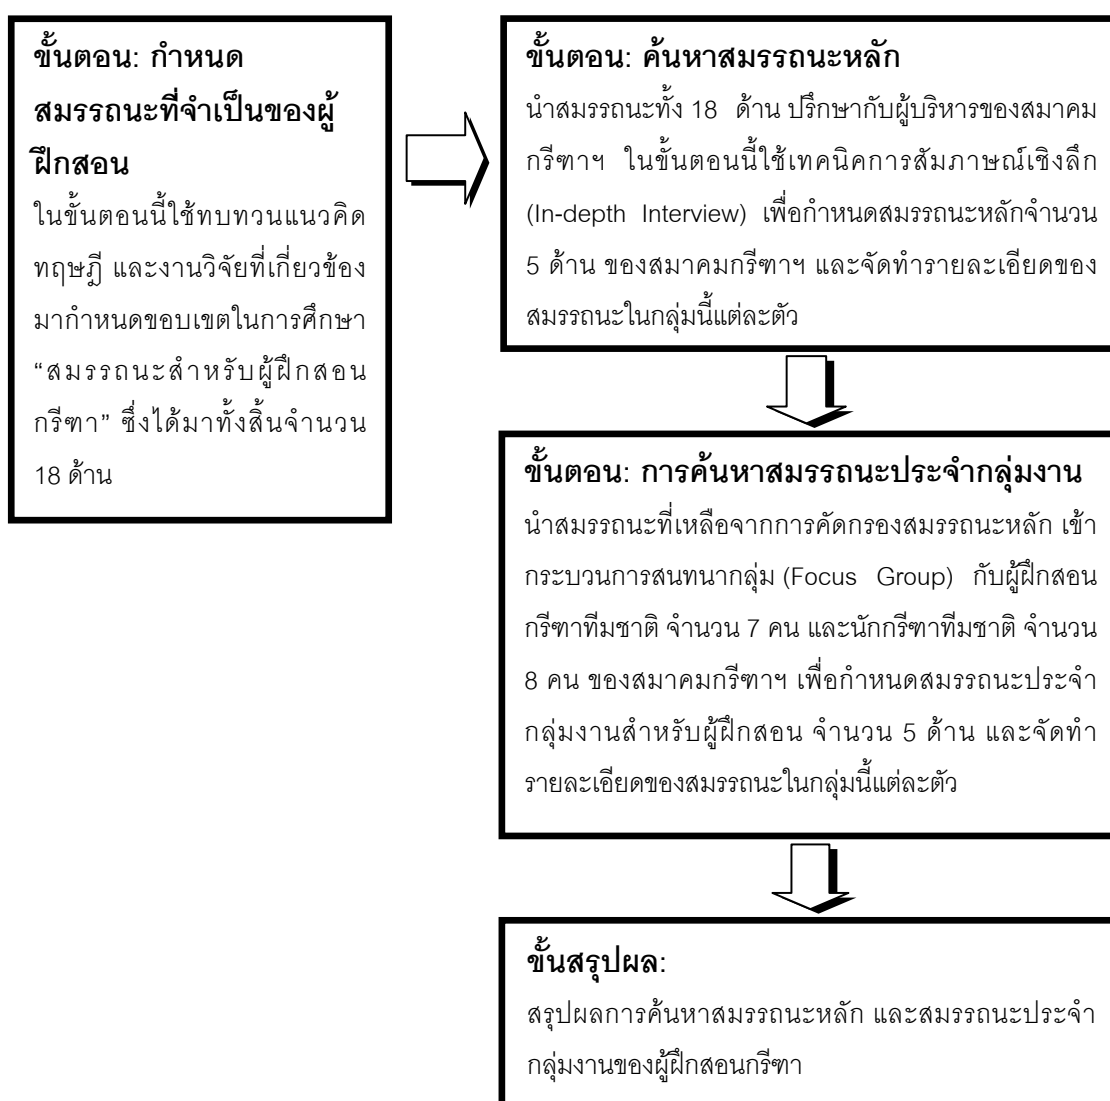 ขั้นตอน: กำหนด
สมรรถนะที่จำเป็นของผู้
ฝึกสอน
ในขั้นตอนนี้ใช้ทบทวนแนวคิด
ทฤษฎี และงานวิจัยที่เกี่ยวข้อง
มากำหนดขอบเขตในการศึกษา
“สมรรถนะสำหรับผู้ฝึกสอน
กรีฑา” ซึ่งได้มาทั้งสิ้นจำนวน
18 ด้าน
ขั้นตอน: ค้นหาสมรรถนะหลัก
นำสมรรถนะทั้ง 18 ด้าน ปรึกษากับผู้บริหารของสมาคม
กรีฑาฯ ในขั้นตอนนี้ใช้เทคนิคการสัมภาษณ์เชิงลึก
(In-depth Interview) เพื่อกำหนดสมรรถนะหลักจำนวน
5 ด้าน ของสมาคมกรีฑาฯ และจัดทำรายละเอียดของ
สมรรถนะในกลุ่มนี้แต่ละตัว
ขั้นตอน: การค้นหาสมรรถนะประจำกลุ่มงาน
นำสมรรถนะที่เหลือจากการคัดกรองสมรรถนะหลัก เข้า
กระบวนการสนทนากลุ่ม (Focus Group) กับผู้ฝึกสอน
กรีฑาทีมชาติ จำนวน 7 คน และนักกรีฑาทีมชาติ จำนวน
8 คน ของสมาคมกรีฑาฯ เพื่อกำหนดสมรรถนะประจำ
กลุ่มงานสำหรับผู้ฝึกสอน จำนวน 5 ด้าน และจัดทำ
รายละเอียดของสมรรถนะในกลุ่มนี้แต่ละตัว
ขั้นสรุปผล:
สรุปผลการค้นหาสมรรถนะหลัก และสมรรถนะประจำ
กลุ่มงานของผู้ฝึกสอนกรีฑา